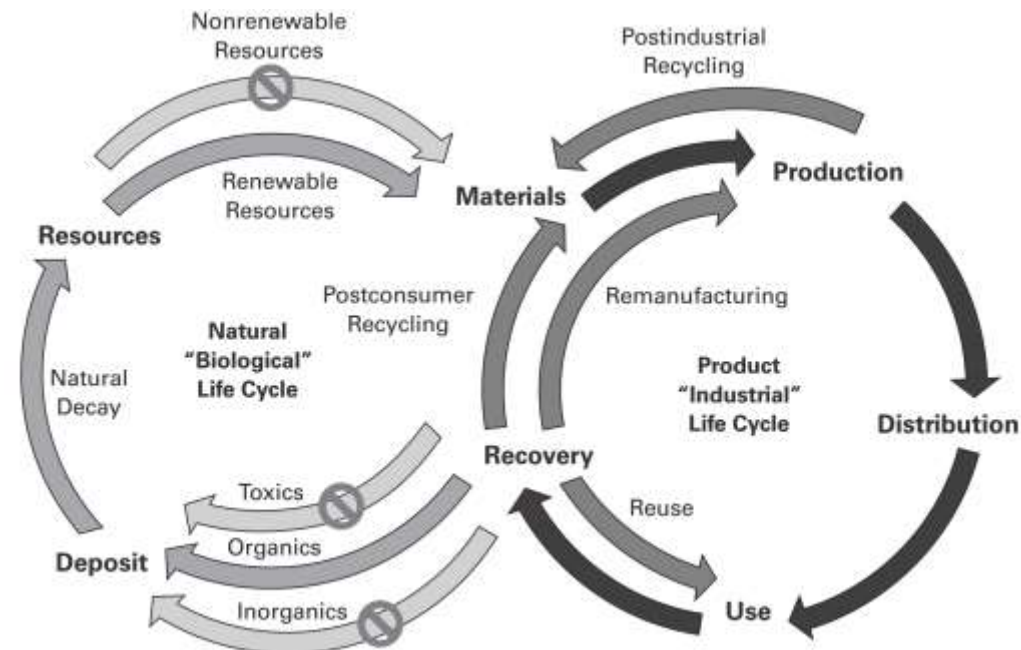 Nonrenewable
Resources
Postindustrial
Recycling
Renewable
Resources
Materials
Production
Resources
Postconsumer
Recycling
Remanufacturing
Natural
“Biological”
Life Cycle
Product
“Industrial”
Life Cycle
Natural
Decay
Distribution
Recovery
Toxics
Reuse
Organics
Deposit
Inorganics
Use